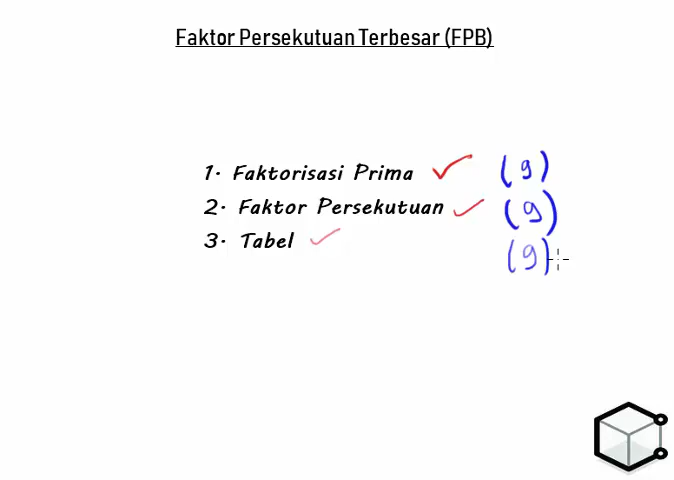 Faktor Persekutuan Terbesar (FPB)
1. Faktorisasi Prima (9)
2. Faktor Persekutuan (9)
3. Tabel (9)